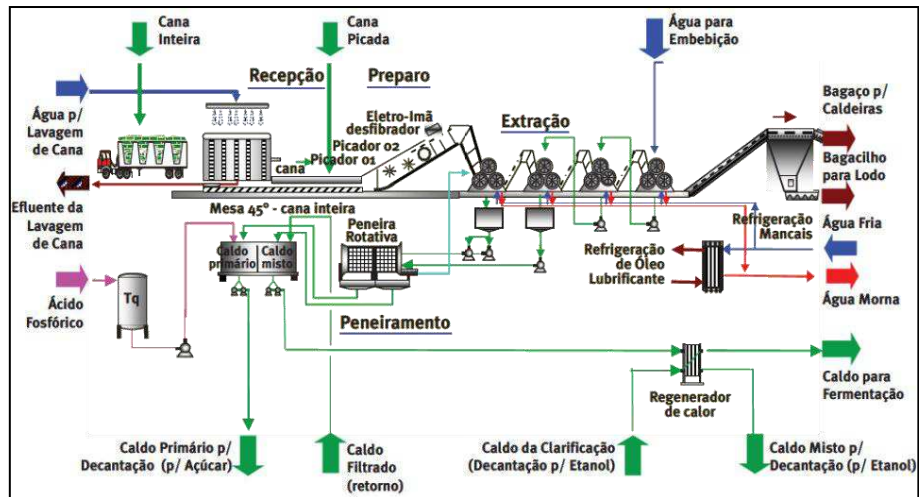 Cana
Inteira
Cana
Picada
Água para
Embebição
Recepção
Preparo
Água p/
Lavagem
de Cana
Eletro-Imã
desfibrador
Picador 02
Picador 01
cana
Extração
Bagaço p/
Caldeiras
Bagacilho
para Lodo
Efluente da
Lavagem
de Cana
Mesa 45° - cana inteira
Peneira
Rotativa
Refrigeração
Mancais
Água Fria
Caldo
primário
Caldo
misto
Refrigeração
de Óleo
Lubrificante
Água Morna
Ácido
Fosfórico
Tq
Peneiramento
Caldo para
Fermentação
Regenerador
de calor
Caldo Primário p/
Decantação (p/ Açúcar)
Caldo
Filtrado
(retorno)
Caldo da Clarificação
(Decantação p/ Etanol)
Caldo Misto p/
Decantação (p/ Etanol)